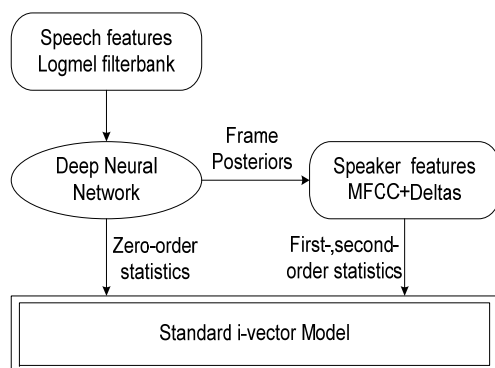 Speech features
Logmel filterbank
Frame
Posteriors
Deep Neural
Network
Speaker features
MFCC+Deltas
Zero-order
statistics
First-,second-
order statistics
Standard i-vector Model